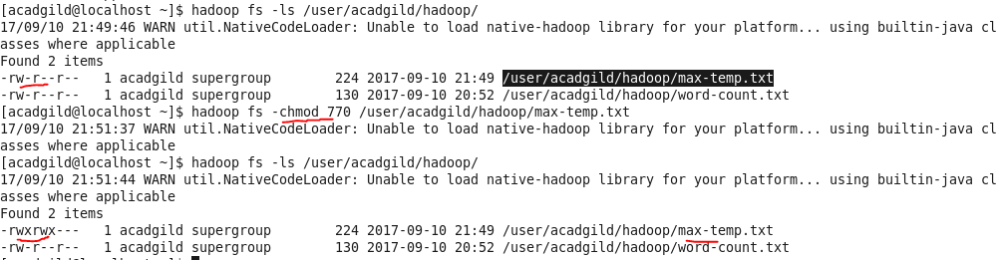 [acadgild@localhost ~]$ hadoop fs -ls /user/acadgild/hadoop/
17/09/10 21:49:46 WARN util.NativeCodeLoader: Unable to load native-hadoop library for your platform... using builtin-java cl
asses where applicable
Found 2 items
-rw-r--r--   1 acadgild supergroup        224 2017-09-10 21:49 /user/acadgild/hadoop/max-temp.txt
-rw-r--r--   1 acadgild supergroup        130 2017-09-10 20:52 /user/acadgild/hadoop/word-count.txt
[acadgild@localhost ~]$ hadoop fs -chmod 770 /user/acadgild/hadoop/max-temp.txt
17/09/10 21:51:37 WARN util.NativeCodeLoader: Unable to load native-hadoop library for your platform... using builtin-java cl
asses where applicable
[acadgild@localhost ~]$ hadoop fs -ls /user/acadgild/hadoop/
17/09/10 21:51:44 WARN util.NativeCodeLoader: Unable to load native-hadoop library for your platform... using builtin-java cl
asses where applicable
Found 2 items
-rwxrwx---   1 acadgild supergroup        224 2017-09-10 21:49 /user/acadgild/hadoop/max-temp.txt
-rw-r--r--   1 acadgild supergroup        130 2017-09-10 20:52 /user/acadgild/hadoop/word-count.txt